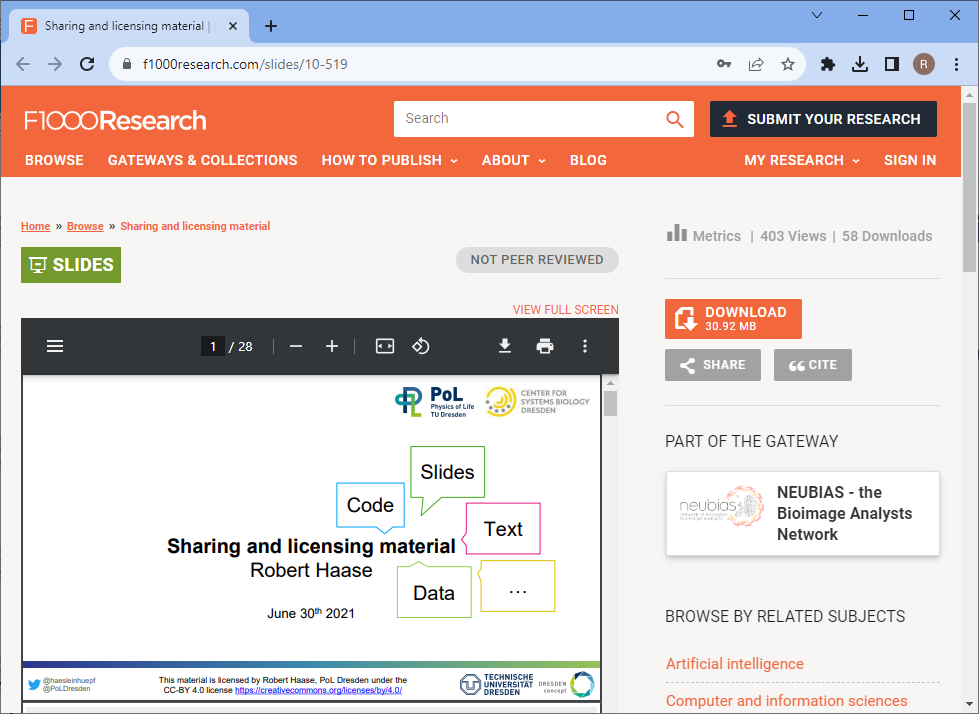 Sharing and licensing material |
f1000research.com/slides/10-519
R
F1000Research
Search
SUBMIT YOUR RESEARCH
BROWSE GATEWAYS & COLLECTIONS HOW TO PUBLISH ABOUT BLOG MY RESEARCH SIGN IN
Home » Browse » Sharing and licensing material
Metrics | 403 Views | 58 Downloads
SLIDES
NOT PEER REVIEWED
VIEW FULL SCREEN
DOWNLOAD
30.92 MB
SHARE
CITE
1 / 28
PoL
Physics of Life
TU Dresden
CENTER FOR
SYSTEMS BIOLOGY
DRESDEN
Slides
Code
Text
Sharing and licensing material
Robert Haase
Data
...
June 30th 2021
@haesleinhuepf
@PoLDresden
This material is licensed by Robert Haase, PoL Dresden under the
CC-BY 4.0 license https://creativecommons.org/licenses/by/4.0/
TECHNISCHE
UNIVERSITÄT
DRESDEN
DRESDEN
concept
PART OF THE GATEWAY
neubias
NEUBIAS - the
Bioimage Analysts
Network
BROWSE BY RELATED SUBJECTS
Artificial intelligence
Computer and information sciences